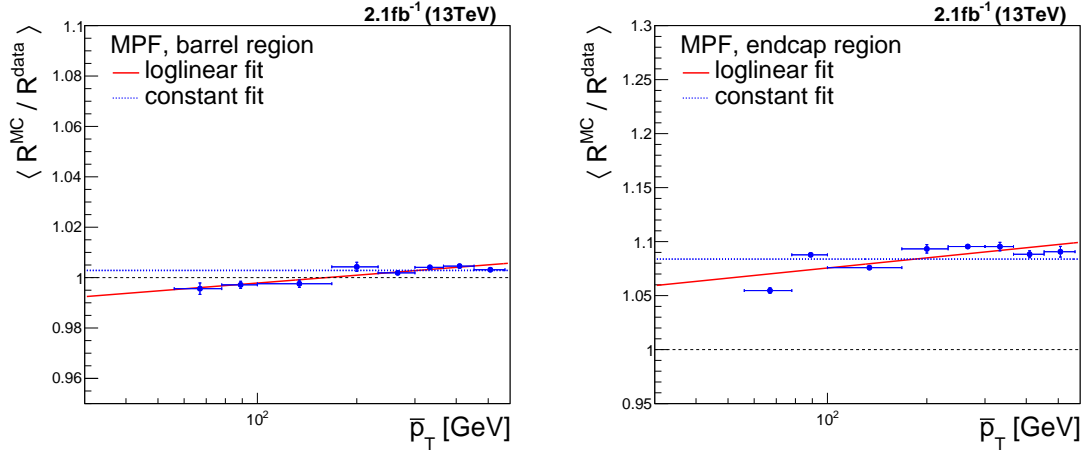 2.1fb⁻¹ (13TeV)
⟨ R^MC / R^data ⟩
1.1
1.08
1.06
1.04
1.02
1
0.98
0.96
MPF, barrel region
loglinear fit
constant fit
10²
p̅_T [GeV]
2.1fb⁻¹ (13TeV)
⟨ R^MC / R^data ⟩
1.3
1.25
1.2
1.15
1.1
1.05
1
0.95
MPF, endcap region
loglinear fit
constant fit
10²
p̅_T [GeV]